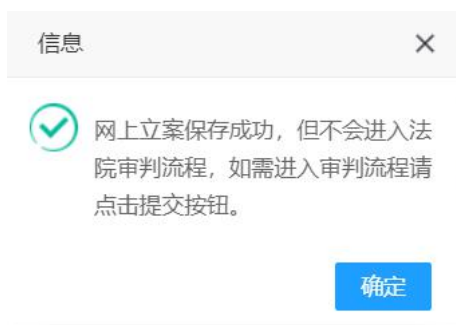 信息
网上立案保存成功，但不会进入法
院审判流程，如需进入审判流程请
点击提交按钮。
确定